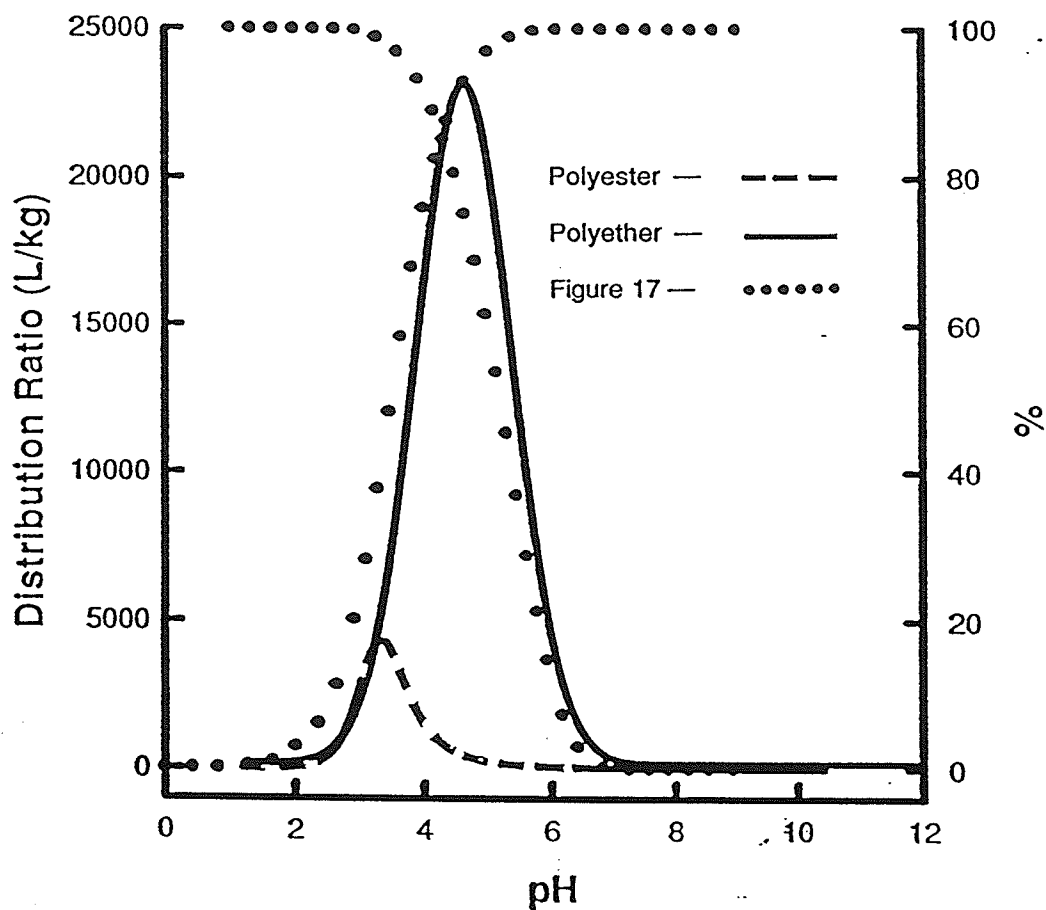 25000
20000
15000
10000
5000
0
Distribution Ratio (L/kg)
100
80
60
40
20
0
%
Polyester —
Polyether —
Figure 17 —
0 2 4 6 8 10 12
pH